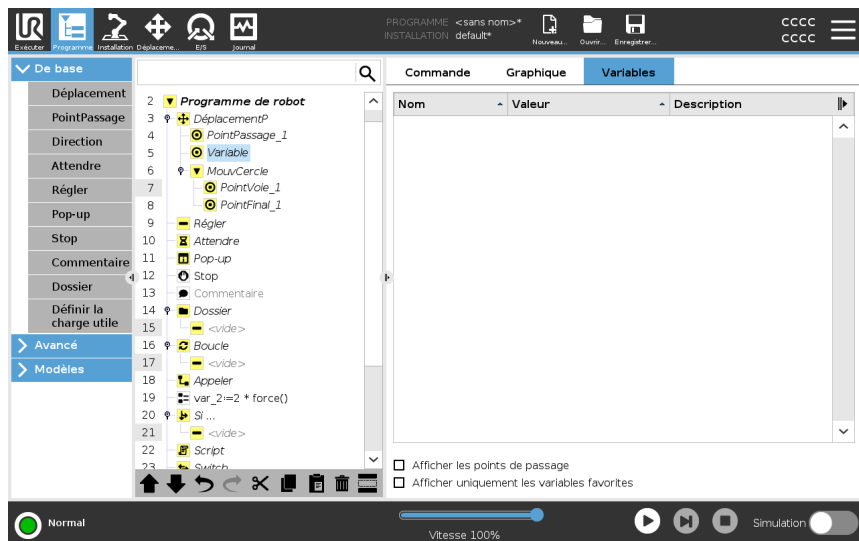 PROGRAMME <sans nom>*
INSTALLATION default*
Exécuter
Programme
Installation
Déplaceme...
E/S
Journal
Nouveau...
Ouvrir...
Enregistrer...
CCCC
CCCC
De base
Déplacement
PointPassage
Direction
Attendre
Régler
Pop-up
Stop
Commentaire
Dossier
Définir la
charge utile
Avancé
Modèles
2 Programme de robot
3 DéplacementP
4 PointPassage_1
5 Variable
6 MouvCercle
7 PointVoie_1
8 PointFinal_1
9 Régler
10 Attendre
11 Pop-up
12 Stop
13 Commentaire
14 Dossier
15 <vide>
16 Boucle
17 <vide>
18 Appeler
19 var_2:=2 * force()
20 Si ...
21 <vide>
22 Script
23 Switch
Commande
Graphique
Variables
Nom
Valeur
Description
Afficher les points de passage
Afficher uniquement les variables favorites
Normal
Vitesse 100%
Simulation